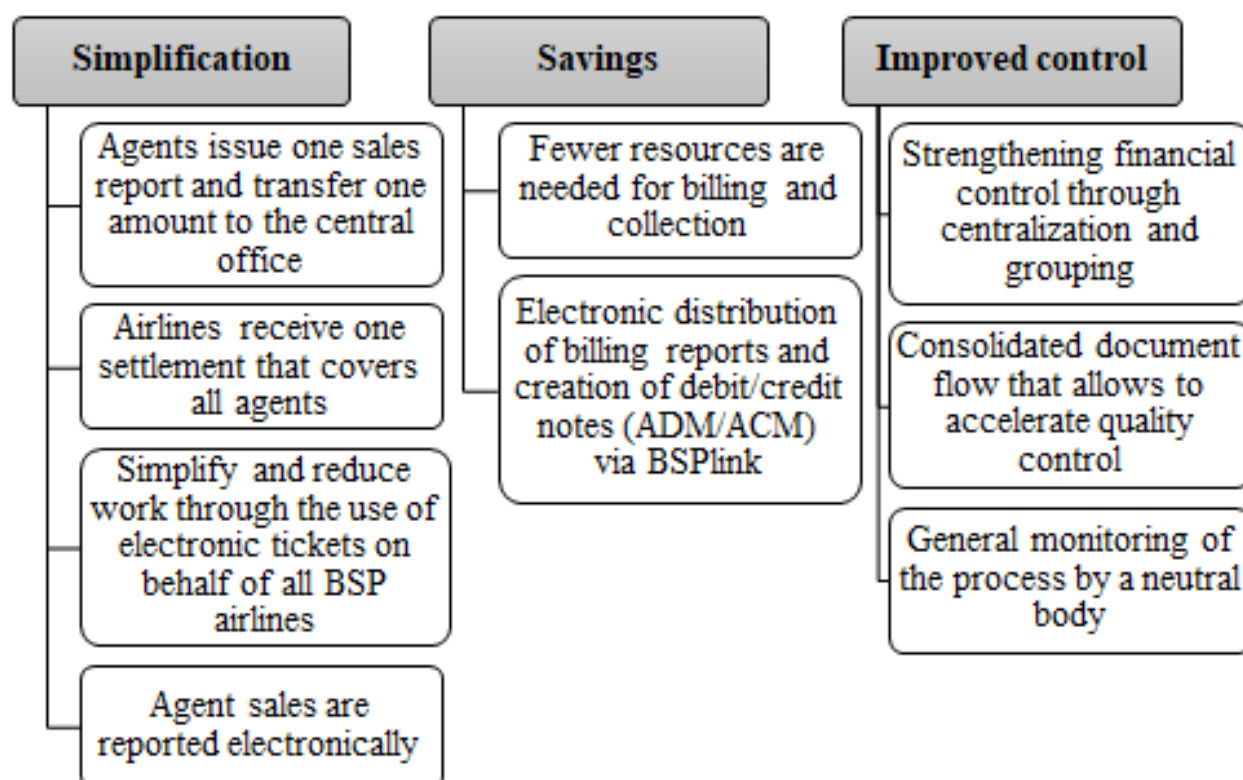 Simplification
Agents issue one sales
report and transfer one
amount to the central
office
Airlines receive one
settlement that covers
all agents
Simplify and reduce
work through the use of
electronic tickets on
behalf of all BSP
airlines
Agent sales are
reported electronically
Savings
Fewer resources are
needed for billing and
collection
Electronic distribution
of billing reports and
creation of debit/credit
notes (ADM/ACM)
via BSPlink
Improved control
Strengthening financial
control through
centralization and
grouping
Consolidated document
flow that allows to
accelerate quality
control
General monitoring of
the process by a neutral
body